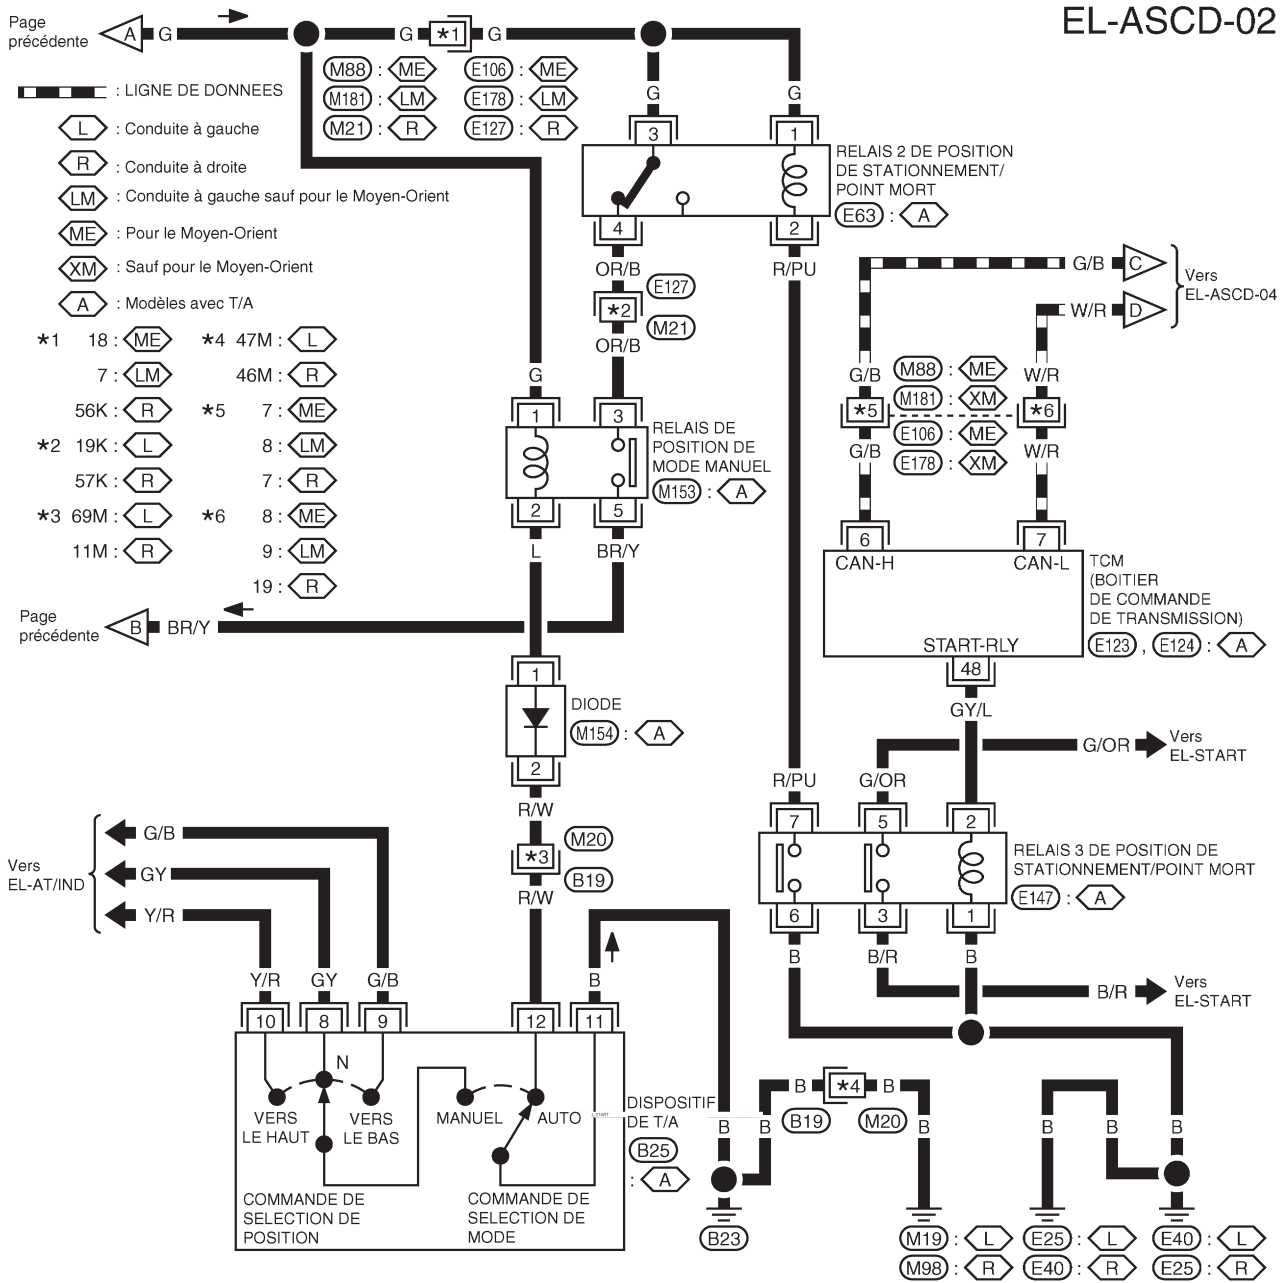 EL-ASCD-02
Page
précédente
A
G
G
*1
G
M88 : ME
M181 : LM
M21 : R
E106 : ME
E178 : LM
E127 : R
: LIGNE DE DONNEES
L : Conduite à gauche
R : Conduite à droite
LM : Conduite à gauche sauf pour le Moyen-Orient
ME : Pour le Moyen-Orient
XM : Sauf pour le Moyen-Orient
A : Modèles avec T/A
*1 18 : ME
7 : LM
56K : R
*2 19K : L
57K : R
*3 69M : L
11M : R
*4 47M : L
46M : R
*5 7 : ME
8 : LM
7 : R
*6 8 : ME
9 : LM
19 : R
G
G
3
1
RELAIS 2 DE POSITION
DE STATIONNEMENT/
POINT MORT
E63 : A
4
2
OR/B
R/PU
E127
*2
M21
OR/B
G/B
C
W/R
D
Vers
EL-ASCD-04
G
1
3
RELAIS DE
POSITION DE
MODE MANUEL
M153 : A
2
5
L
BR/Y
G/B
W/R
M88 : ME
M181 : XM
*5
*6
E106 : ME
E178 : XM
G/B
W/R
6
7
CAN-H
CAN-L
TCM
(BOITIER
DE COMMANDE
DE TRANSMISSION)
E123 , E124 : A
START-RLY
48
GY/L
Page
précédente
B
BR/Y
1
DIODE
M154 : A
2
R/W
M20
*3
B19
R/W
G/OR
Vers
EL-START
R/PU
G/OR
7
5
2
RELAIS 3 DE POSITION DE
STATIONNEMENT/POINT MORT
E147 : A
6
3
1
B
B/R
B
B/R
Vers
EL-START
Vers
EL-AT/IND
G/B
GY
Y/R
Y/R
GY
G/B
B
10
8
9
12
11
N
VERS
LE HAUT
VERS
LE BAS
MANUEL
AUTO
COMMANDE DE
SELECTION DE
POSITION
COMMANDE DE
SELECTION DE
MODE
DISPOSITIF
DE T/A
B25
: A
B
B
B
*4
B
B19
M20
B
B
B
B
B23
M19 : L
M98 : R
E25 : L
E40 : R
E40 : L
E25 : R